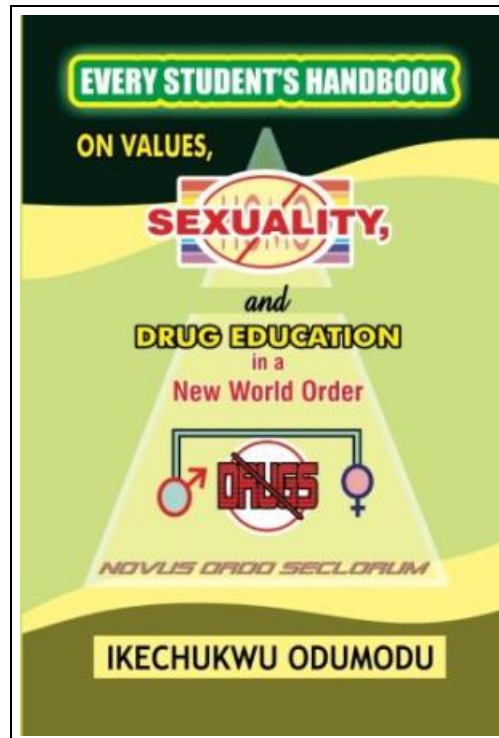 EVERY STUDENT'S HANDBOOK
ON VALUES,
HOMO
SEXUALITY,
and
DRUG EDUCATION
in a
New World Order
DRUGS
NOVUS ORDO SECLORUM
IKECHUKWU ODUMODU